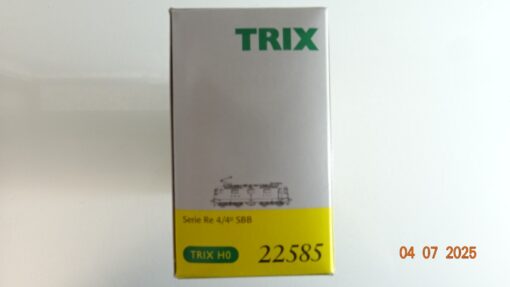 TRIX
Serie Re 4/4ᴵᴵ SBB
TRIX H0
22585
04 07 2025